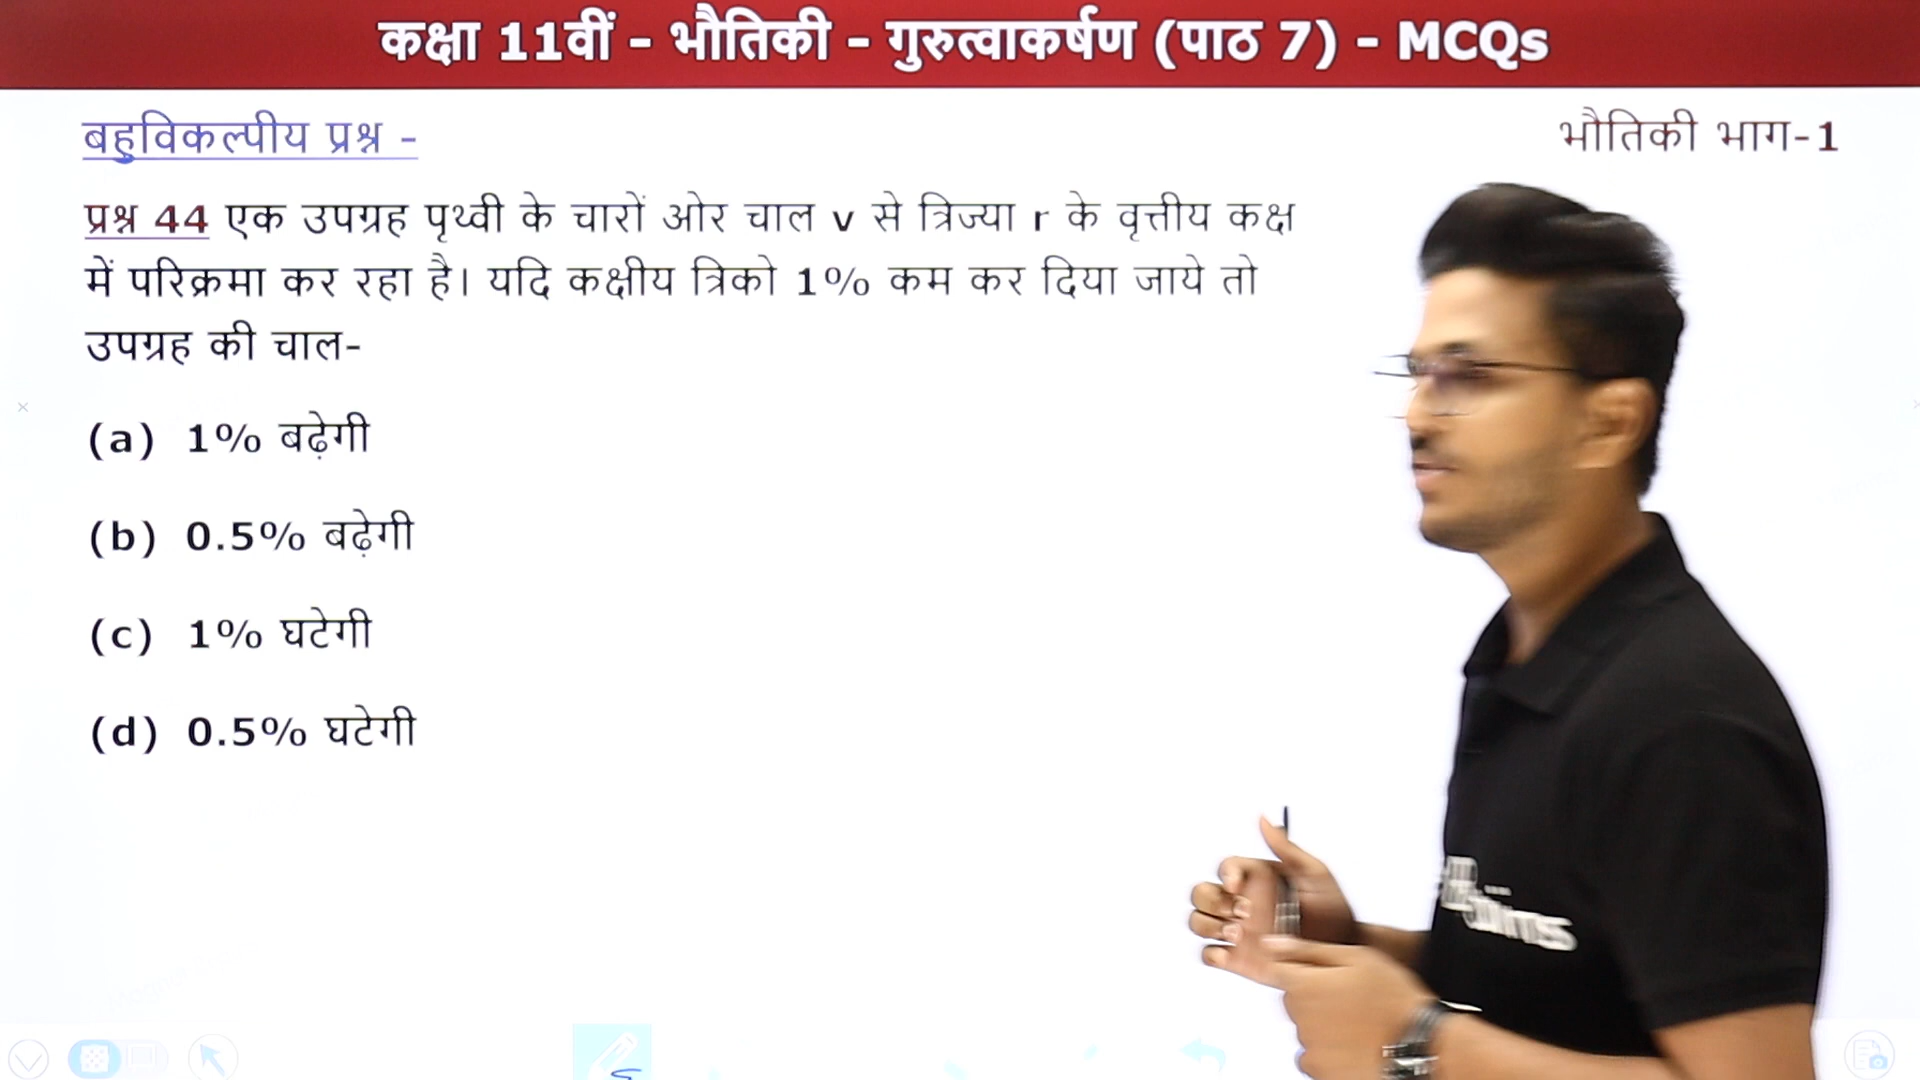 कक्षा 11वीं - भौतिकी - गुरुत्वाकर्षण (पाठ 7) - MCQs
बहुविकल्पीय प्रश्न -
भौतिकी भाग-1
प्रश्न 44 एक उपग्रह पृथ्वी के चारों ओर चाल v से त्रिज्या r के वृत्तीय कक्ष
में परिक्रमा कर रहा है। यदि कक्षीय त्रिको 1% कम कर दिया जाये तो
उपग्रह की चाल-
(a) 1% बढ़ेगी
(b) 0.5% बढ़ेगी
(c) 1% घटेगी
(d) 0.5% घटेगी